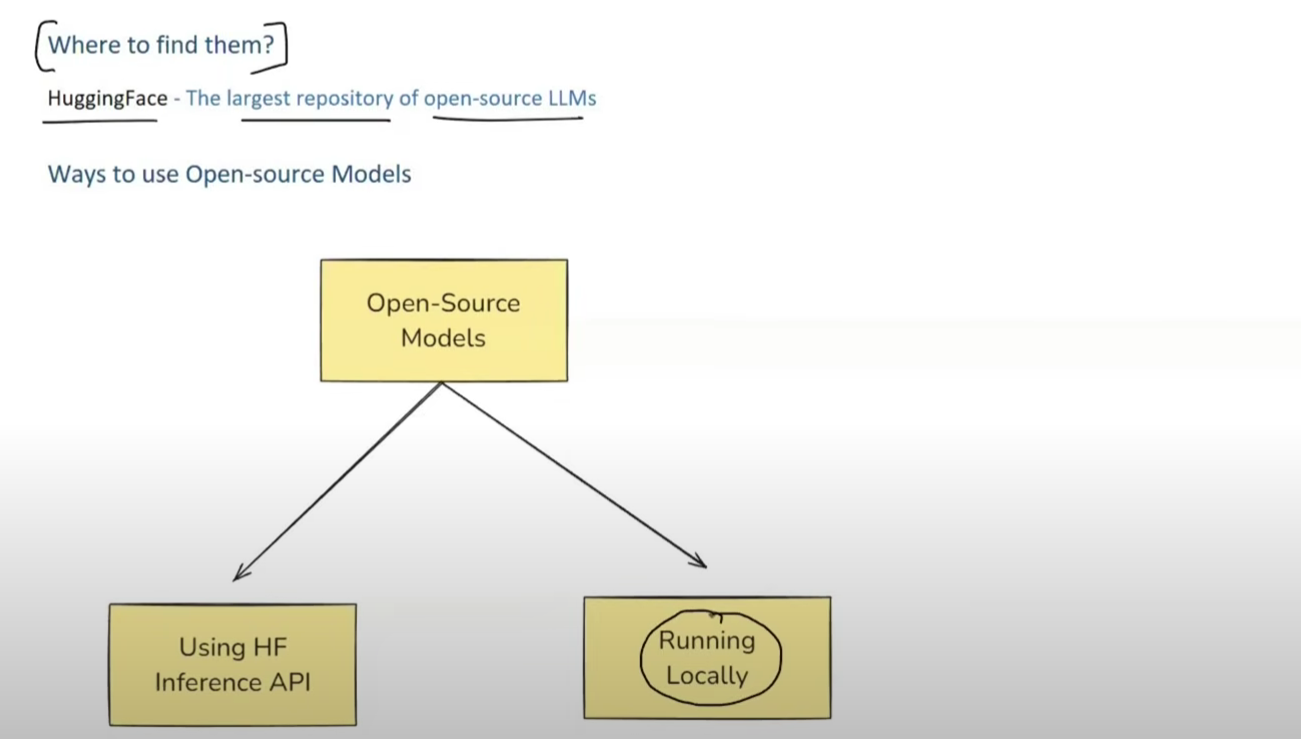 Where to find them?
HuggingFace - The largest repository of open-source LLMs
Ways to use Open-source Models
Open-Source
Models
Using HF
Inference API
Running
Locally